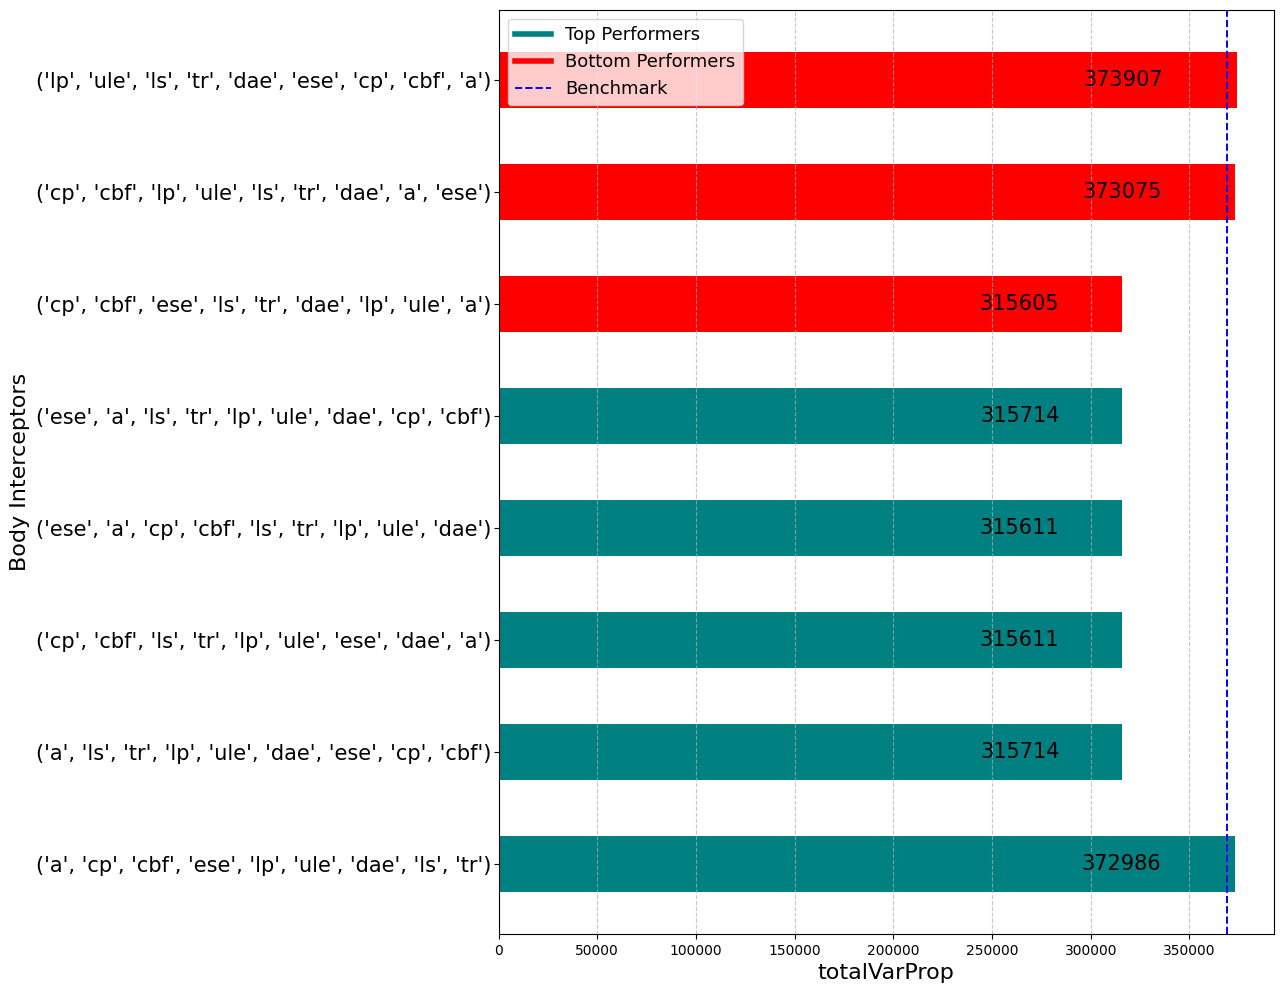 Top Performers
Bottom Performers
Benchmark
('lp', 'ule', 'ls', 'tr', 'dae', 'ese', 'cp', 'cbf', 'a')
373907
('cp', 'cbf', 'lp', 'ule', 'ls', 'tr', 'dae', 'a', 'ese')
373075
('cp', 'cbf', 'ese', 'ls', 'tr', 'dae', 'lp', 'ule', 'a')
315605
('ese', 'a', 'ls', 'tr', 'lp', 'ule', 'dae', 'cp', 'cbf')
315714
('ese', 'a', 'cp', 'cbf', 'ls', 'tr', 'lp', 'ule', 'dae')
315611
('cp', 'cbf', 'ls', 'tr', 'lp', 'ule', 'ese', 'dae', 'a')
315611
('a', 'ls', 'tr', 'lp', 'ule', 'dae', 'ese', 'cp', 'cbf')
315714
('a', 'cp', 'cbf', 'ese', 'lp', 'ule', 'dae', 'ls', 'tr')
372986
Body Interceptors
0 50000 100000 150000 200000 250000 300000 350000
totalVarProp